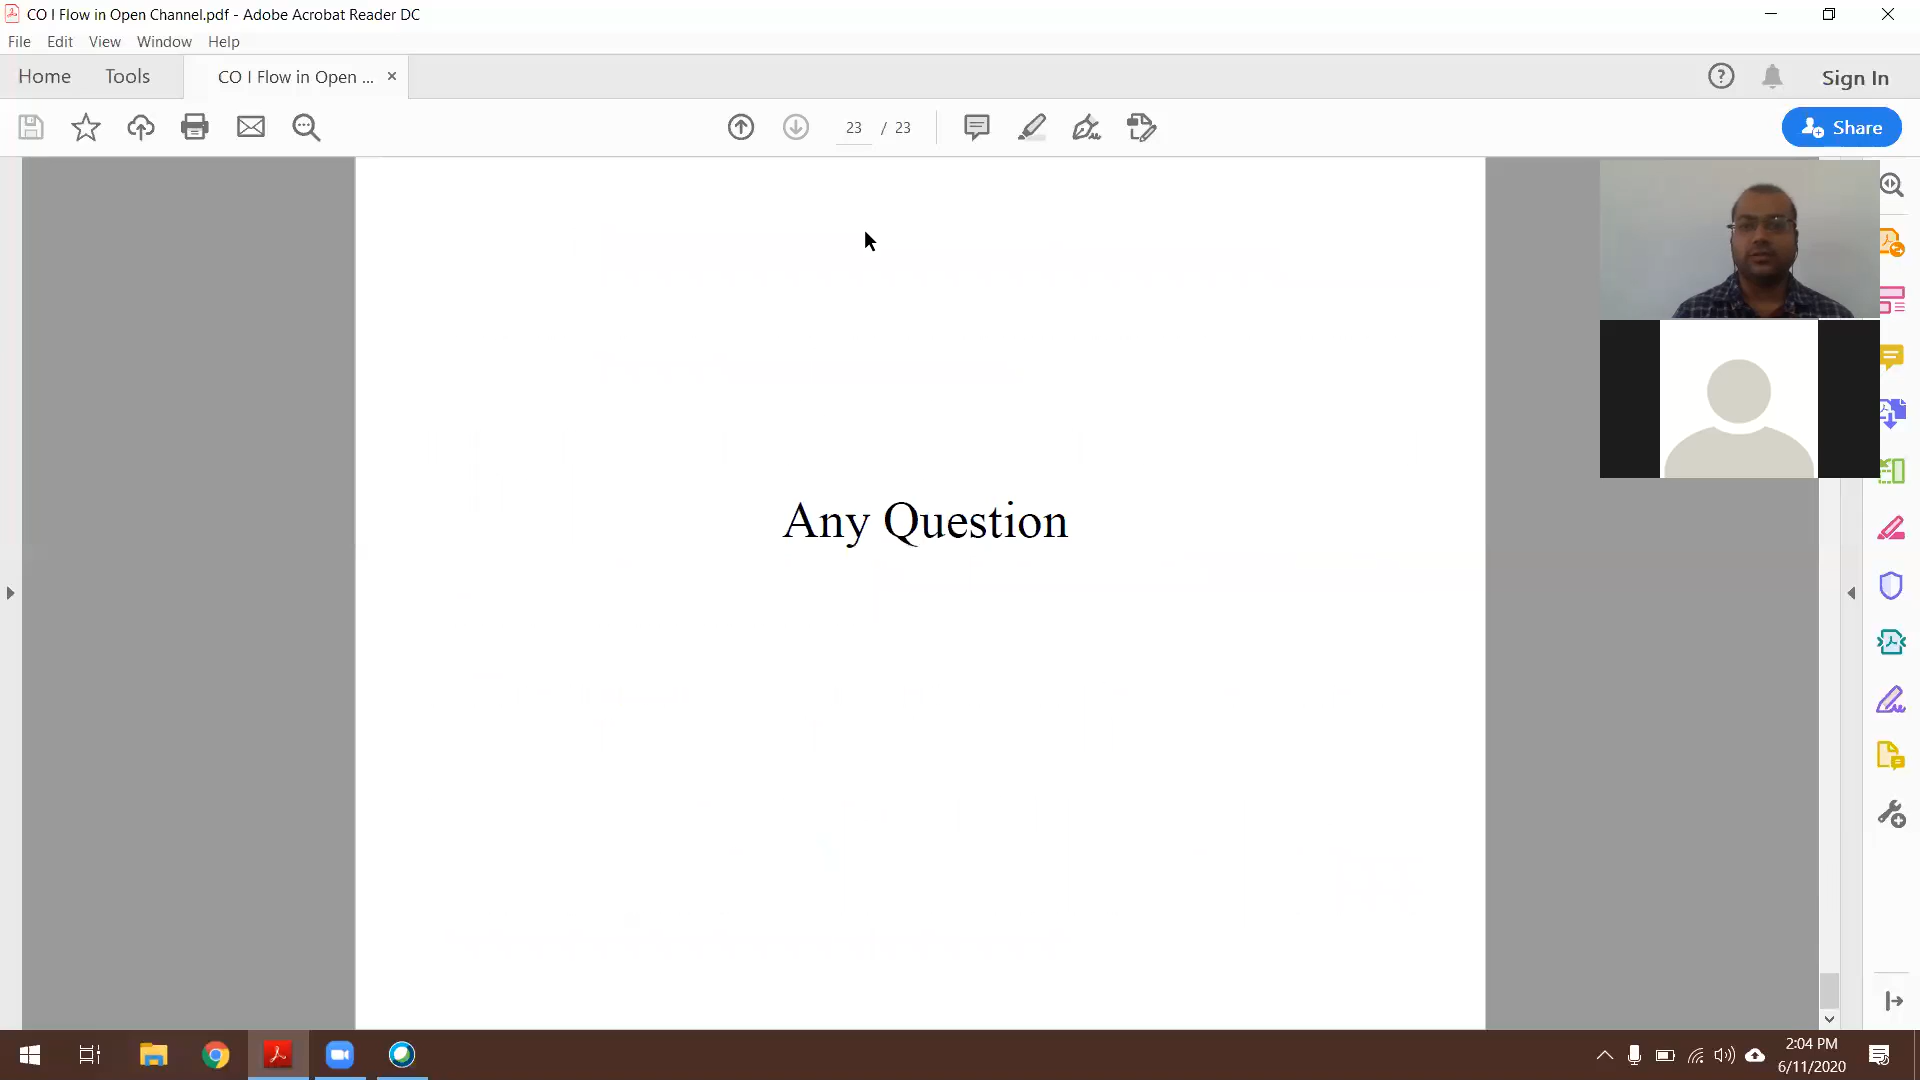 CO I Flow in Open Channel.pdf - Adobe Acrobat Reader DC
File Edit View Window Help
Home Tools CO I Flow in Open ... × ? Sign In
23 / 23 Share
Any Question
2:04 PM
6/11/2020